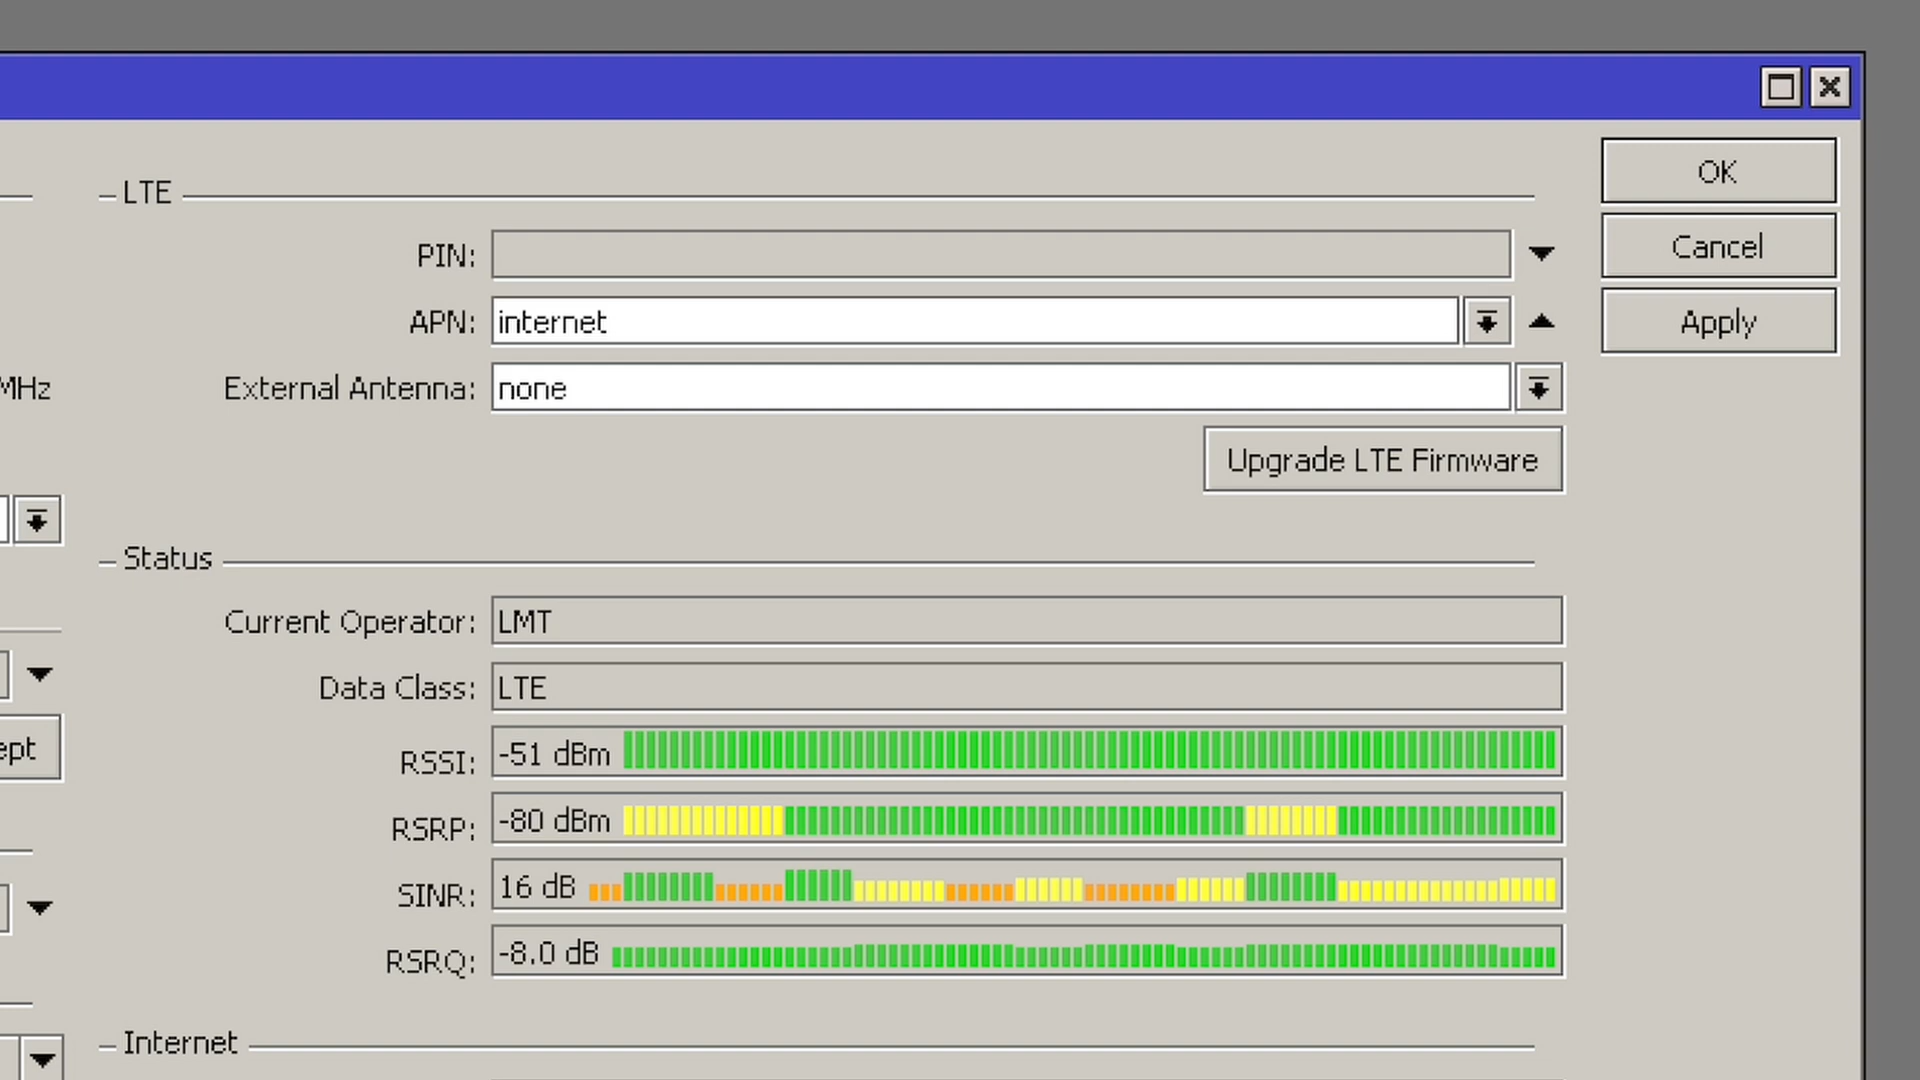 OK
LTE
PIN:
Cancel
APN: internet
Apply
MHz
External Antenna: none
Upgrade LTE Firmware
Status
Current Operator: LMT
Data Class: LTE
ept
RSSI: -51 dBm
RSRP: -80 dBm
SINR: 16 dB
RSRQ: -8.0 dB
Internet